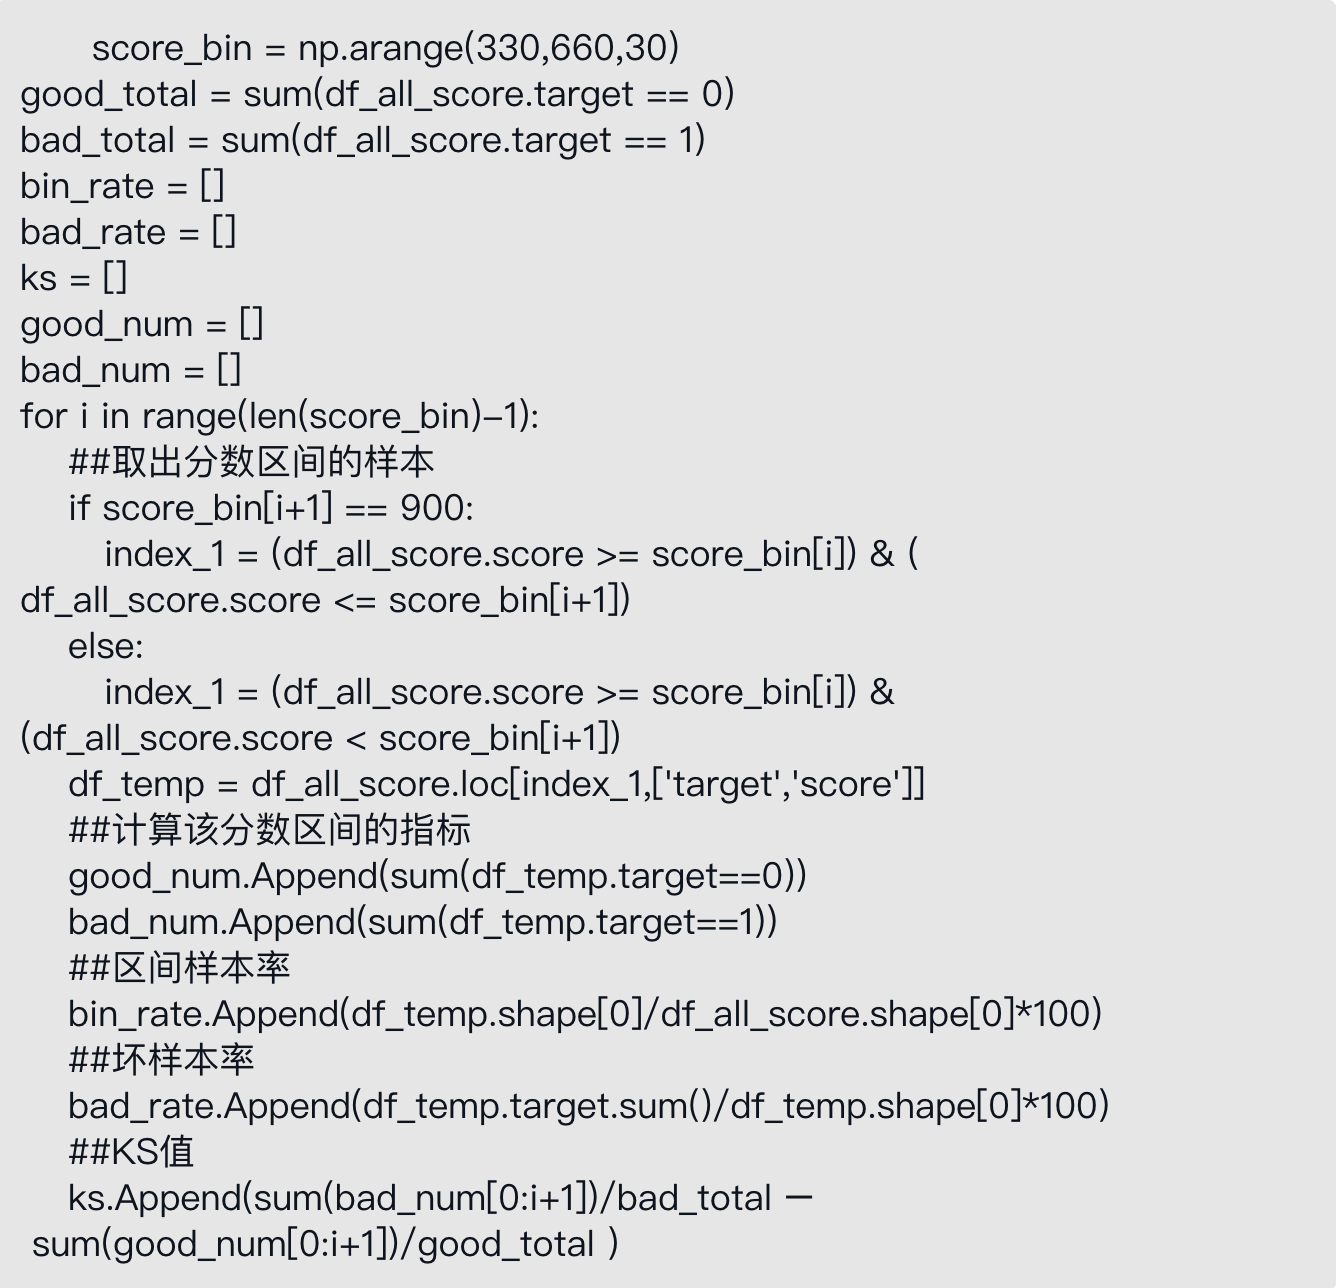 score_bin = np.arange(330,660,30)
good_total = sum(df_all_score.target == 0)
bad_total = sum(df_all_score.target == 1)
bin_rate = []
bad_rate = []
ks = []
good_num = []
bad_num = []
for i in range(len(score_bin)–1):
##取出分数区间的样本
if score_bin[i+1] == 900:
index_1 = (df_all_score.score >= score_bin[i]) & (
df_all_score.score <= score_bin[i+1])
else:
index_1 = (df_all_score.score >= score_bin[i]) &
(df_all_score.score < score_bin[i+1])
df_temp = df_all_score.loc[index_1,['target','score']]
##计算该分数区间的指标
good_num.Append(sum(df_temp.target==0))
bad_num.Append(sum(df_temp.target==1))
##区间样本率
bin_rate.Append(df_temp.shape[0]/df_all_score.shape[0]*100)
##坏样本率
bad_rate.Append(df_temp.target.sum()/df_temp.shape[0]*100)
##KS值
ks.Append(sum(bad_num[0:i+1])/bad_total －
sum(good_num[0:i+1])/good_total )